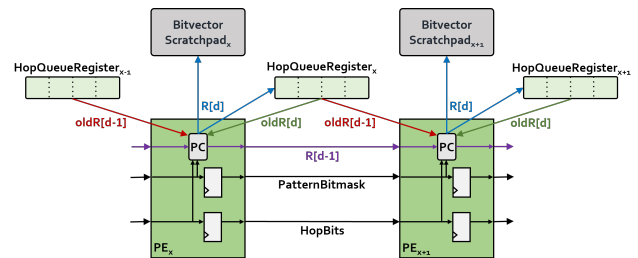 Bitvector
Scratchpadx
Bitvector
Scratchpadx+1
HopQueueRegisterx-1
HopQueueRegisterx
HopQueueRegisterx+1
R[d]
R[d]
oldR[d-1]
oldR[d]
oldR[d-1]
oldR[d]
PC
R[d-1]
PC
PatternBitmask
HopBits
PEx
PEx+1